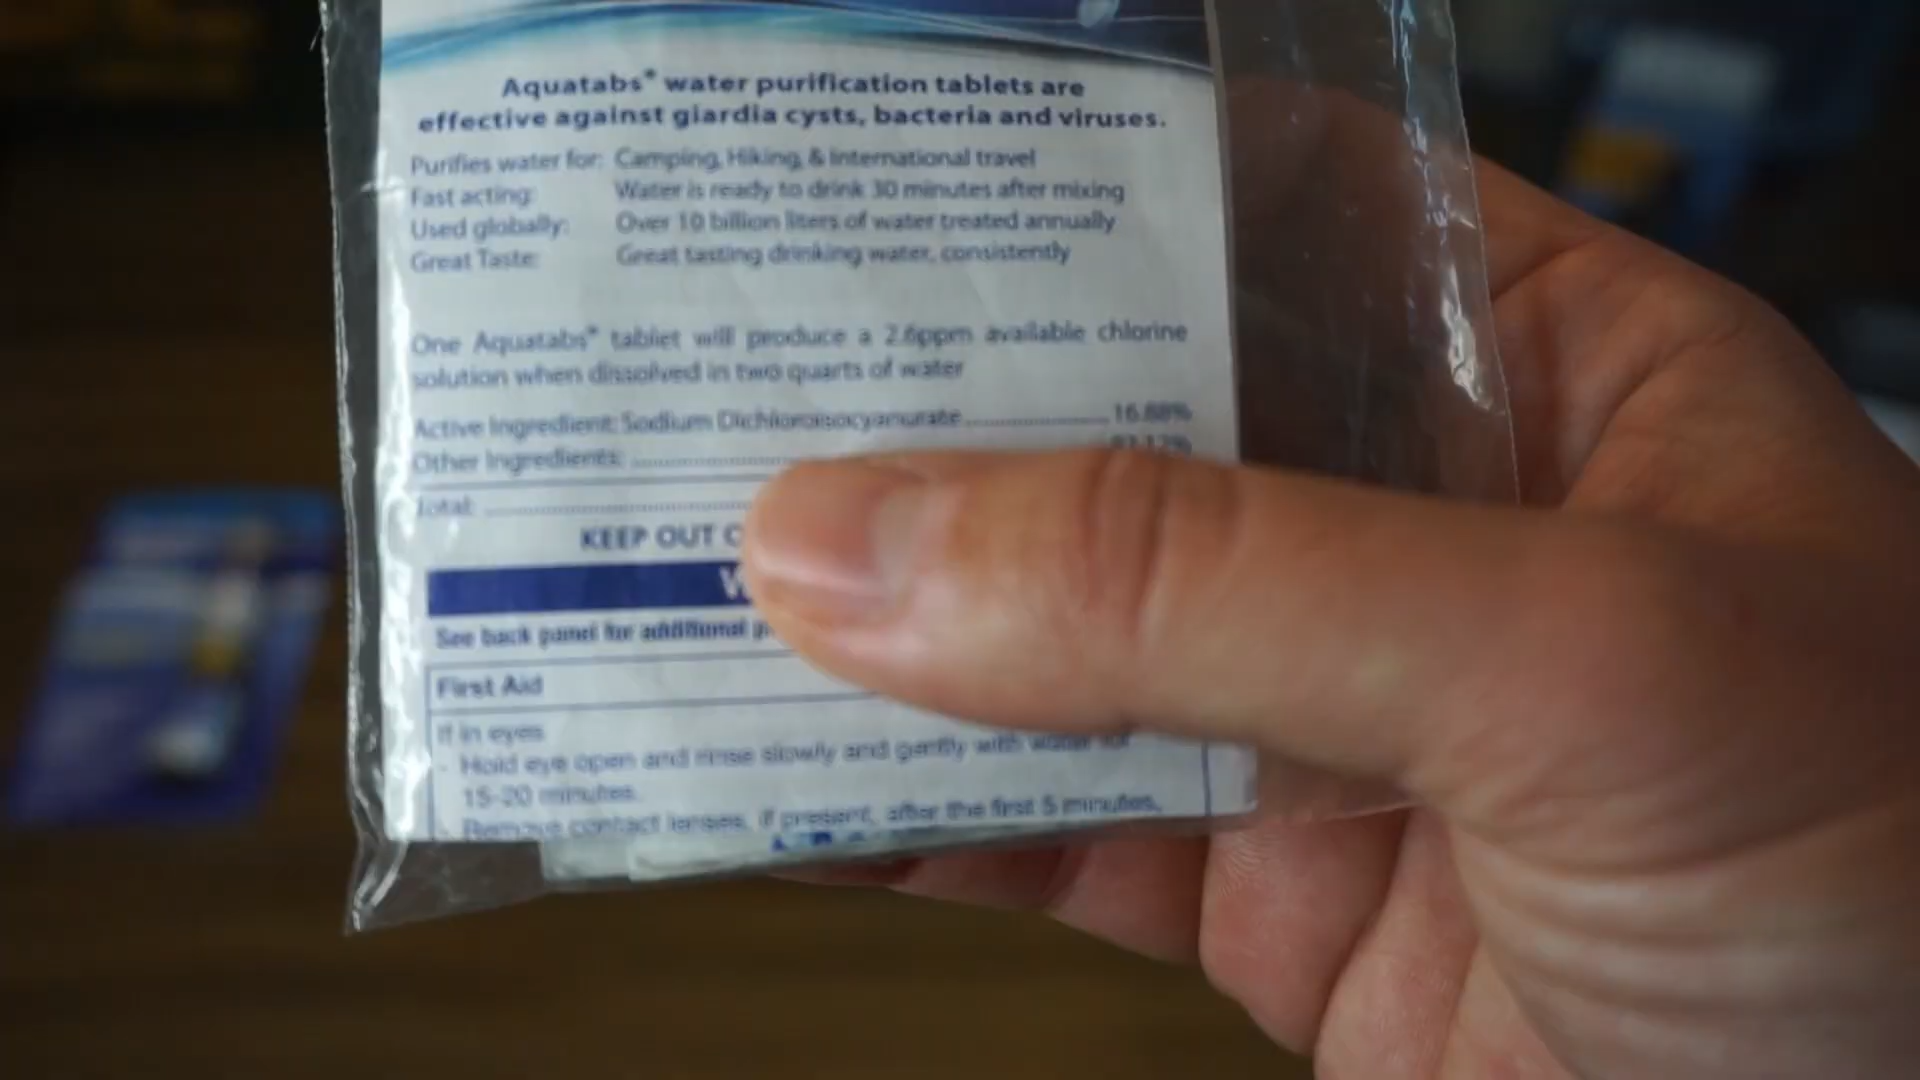 Aquatabs® water purification tablets are
effective against giardia cysts, bacteria and viruses.
Purifies water for: Camping, Hiking, & International travel
Fast acting: Water is ready to drink 30 minutes after mixing
Used globally: Over 10 billion liters of water treated annually
Great Taste: Great tasting drinking water, consistently
One Aquatabs® tablet will produce a 2.6ppm available chlorine
solution when dissolved in two quarts of water
Active Ingredient: Sodium Dichloroisocyanurate 16.88%
Other Ingredients:
Total:
KEEP OUT
See back panel for additional
First Aid
If in eyes
- Hold eye open and rinse slowly and gently with water for
15-20 minutes.
- Remove contact lenses, if present, after the first 5 minutes,